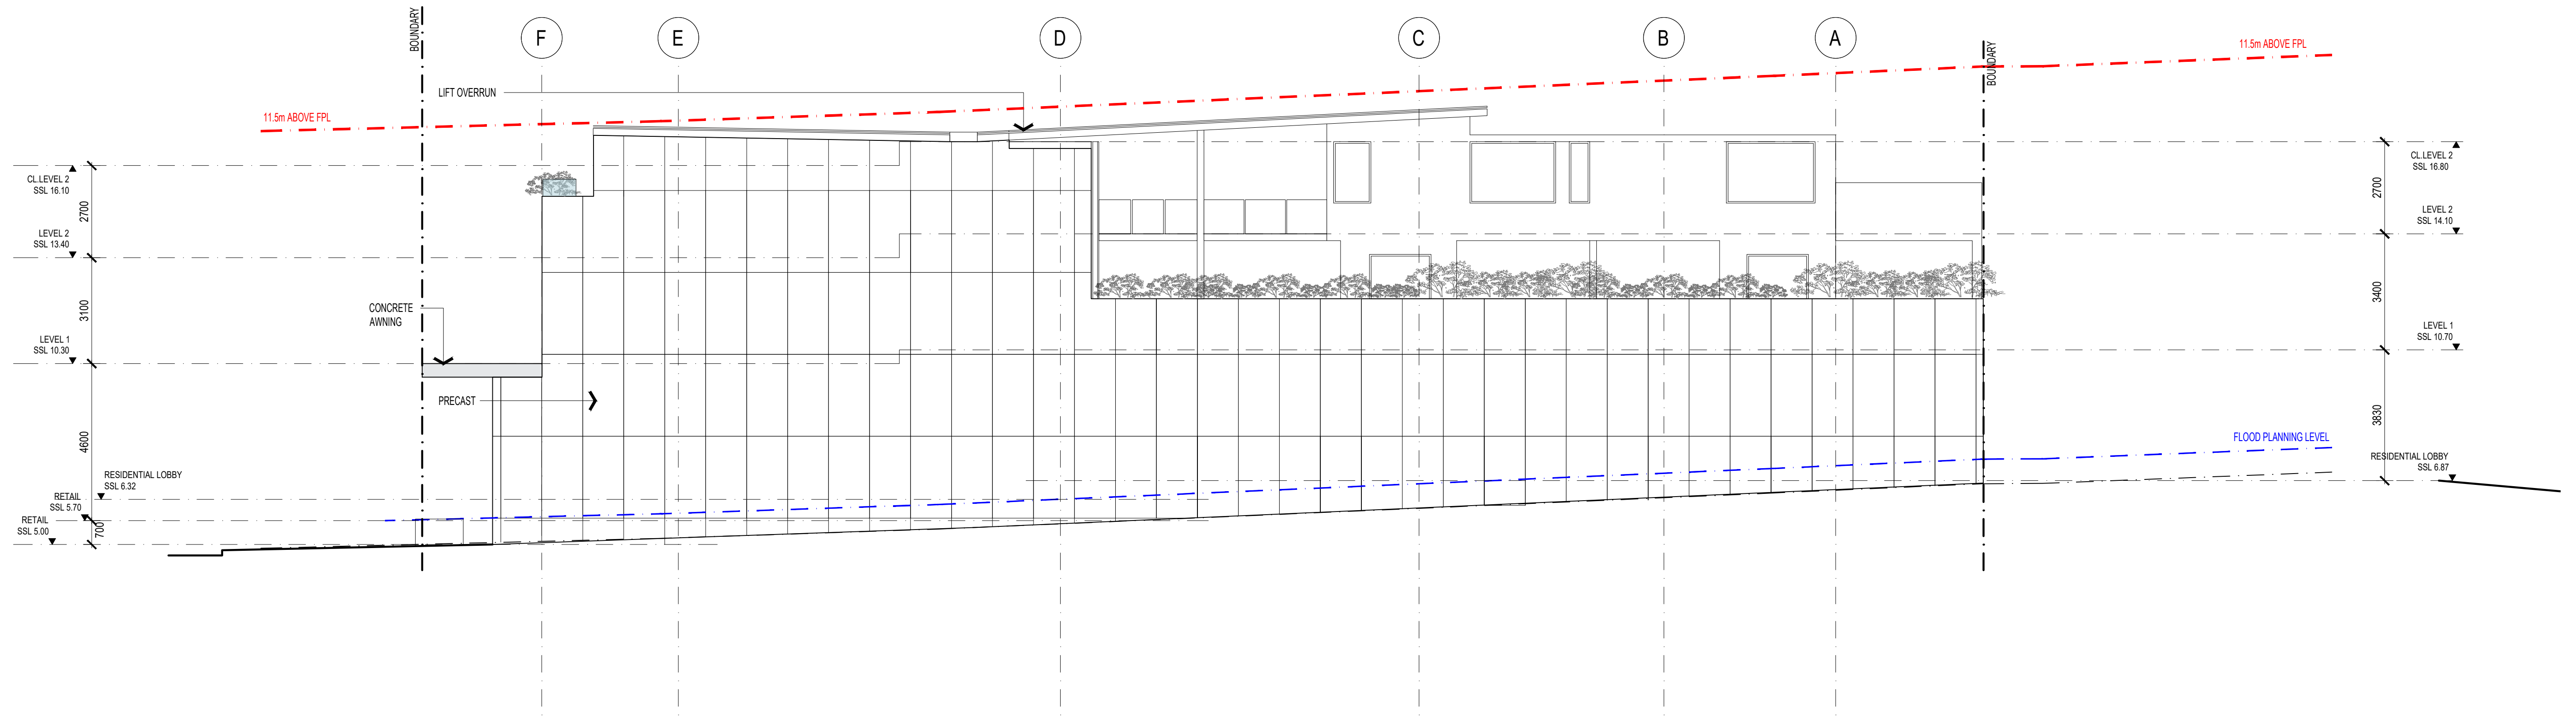 BOUNDARY
F
E
D
C
B
A
BOUNDARY
11.5m ABOVE FPL
LIFT OVERRUN
11.5m ABOVE FPL
CL.LEVEL 2
SSL 16.10
2700
LEVEL 2
SSL 13.40
3100
CONCRETE
AWNING
LEVEL 1
SSL 10.30
PRECAST
4600
RESIDENTIAL LOBBY
SSL 6.32
RETAIL
SSL 5.70
RETAIL
SSL 5.00
700
CL.LEVEL 2
SSL 16.80
2700
LEVEL 2
SSL 14.10
3400
LEVEL 1
SSL 10.70
3830
FLOOD PLANNING LEVEL
RESIDENTIAL LOBBY
SSL 6.87